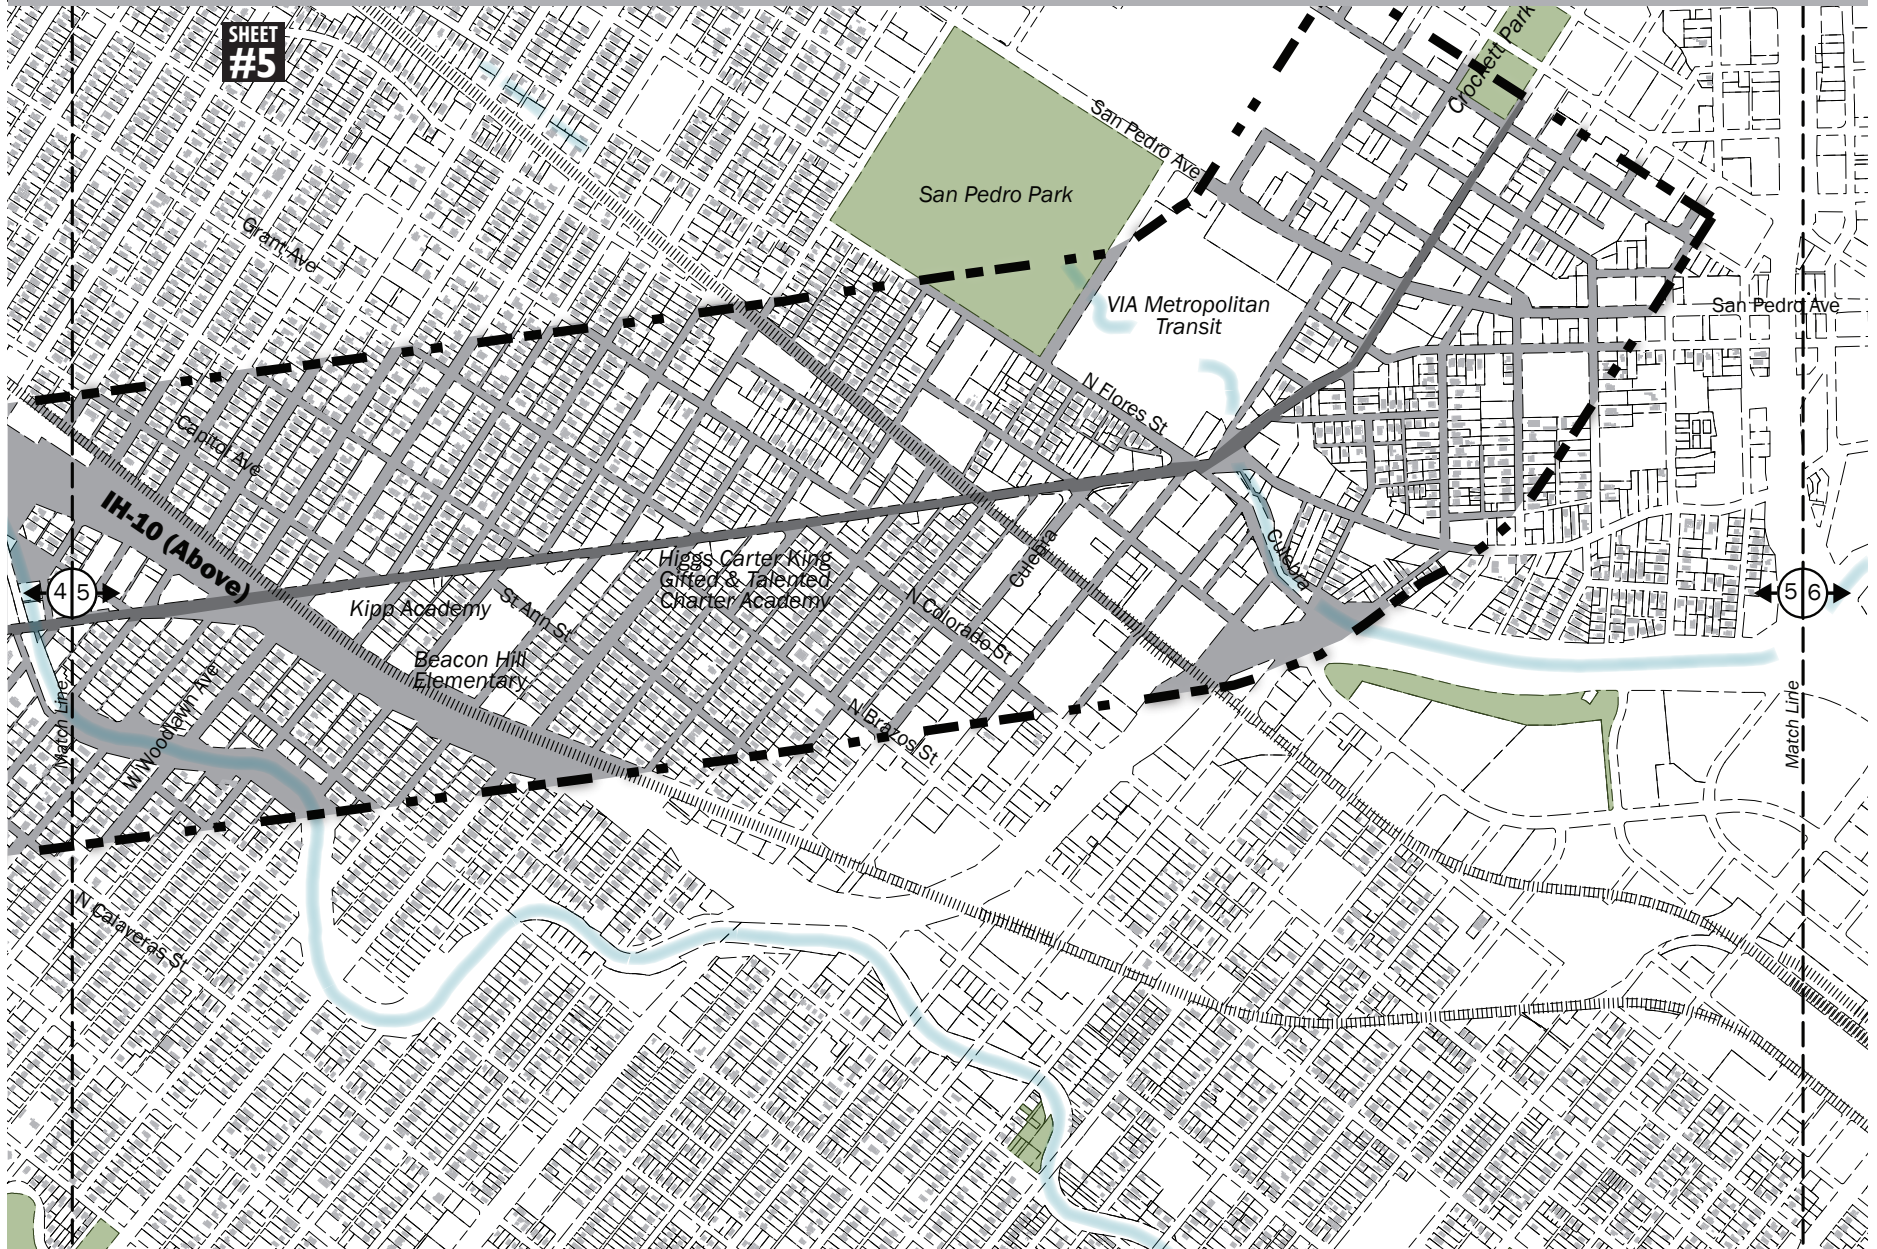 SHEET
#5
Crockett Park
San Pedro Ave
San Pedro Park
Grant Ave
VIA Metropolitan
Transit
San Pedro Ave
N Flores St
Capitol Ave
IH-10 (Above)
Culebra
Culebra
Higgs Carter King
Gifted & Talented
Charter Academy
4 5
5 6
Kipp Academy
St Ann St
N Colorado St
Beacon Hill
Elementary
N Brazos St
W Woodlawn Ave
Match Line
Match Line
N Calaveras St